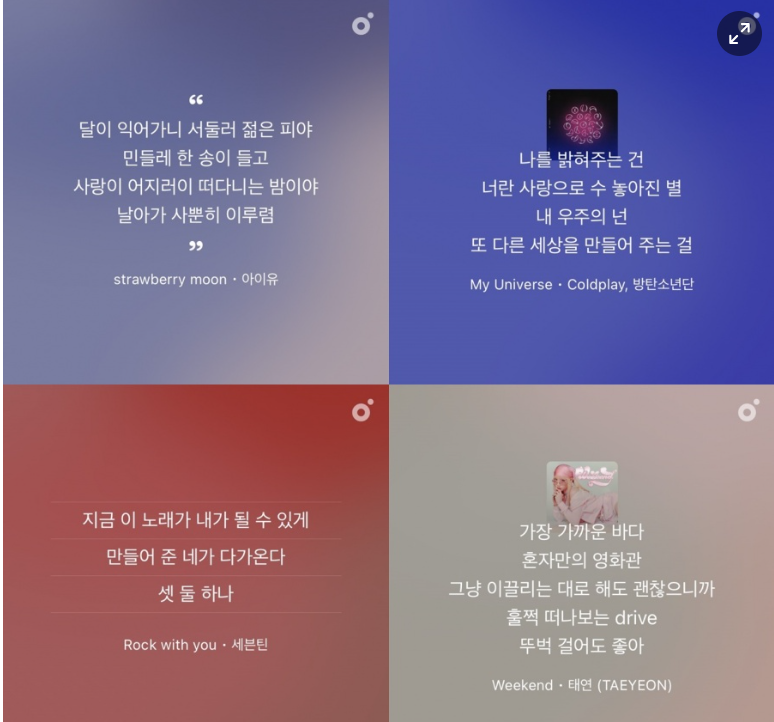 “
달이 익어가니 서둘러 젊은 피야
민들레 한 송이 들고
사랑이 어지러이 떠다니는 밤이야
날아가 사뿐히 이루렴
”
strawberry moon · 아이유
나를 밝혀주는 건
너란 사랑으로 수 놓아진 별
내 우주의 넌
또 다른 세상을 만들어 주는 걸
My Universe · Coldplay, 방탄소년단
지금 이 노래가 내가 될 수 있게
만들어 준 네가 다가온다
셋 둘 하나
Rock with you · 세븐틴
가장 가까운 바다
혼자만의 영화관
그냥 이끌리는 대로 해도 괜찮으니까
훌쩍 떠나보는 drive
뚜벅 걸어도 좋아
Weekend · 태연 (TAEYEON)